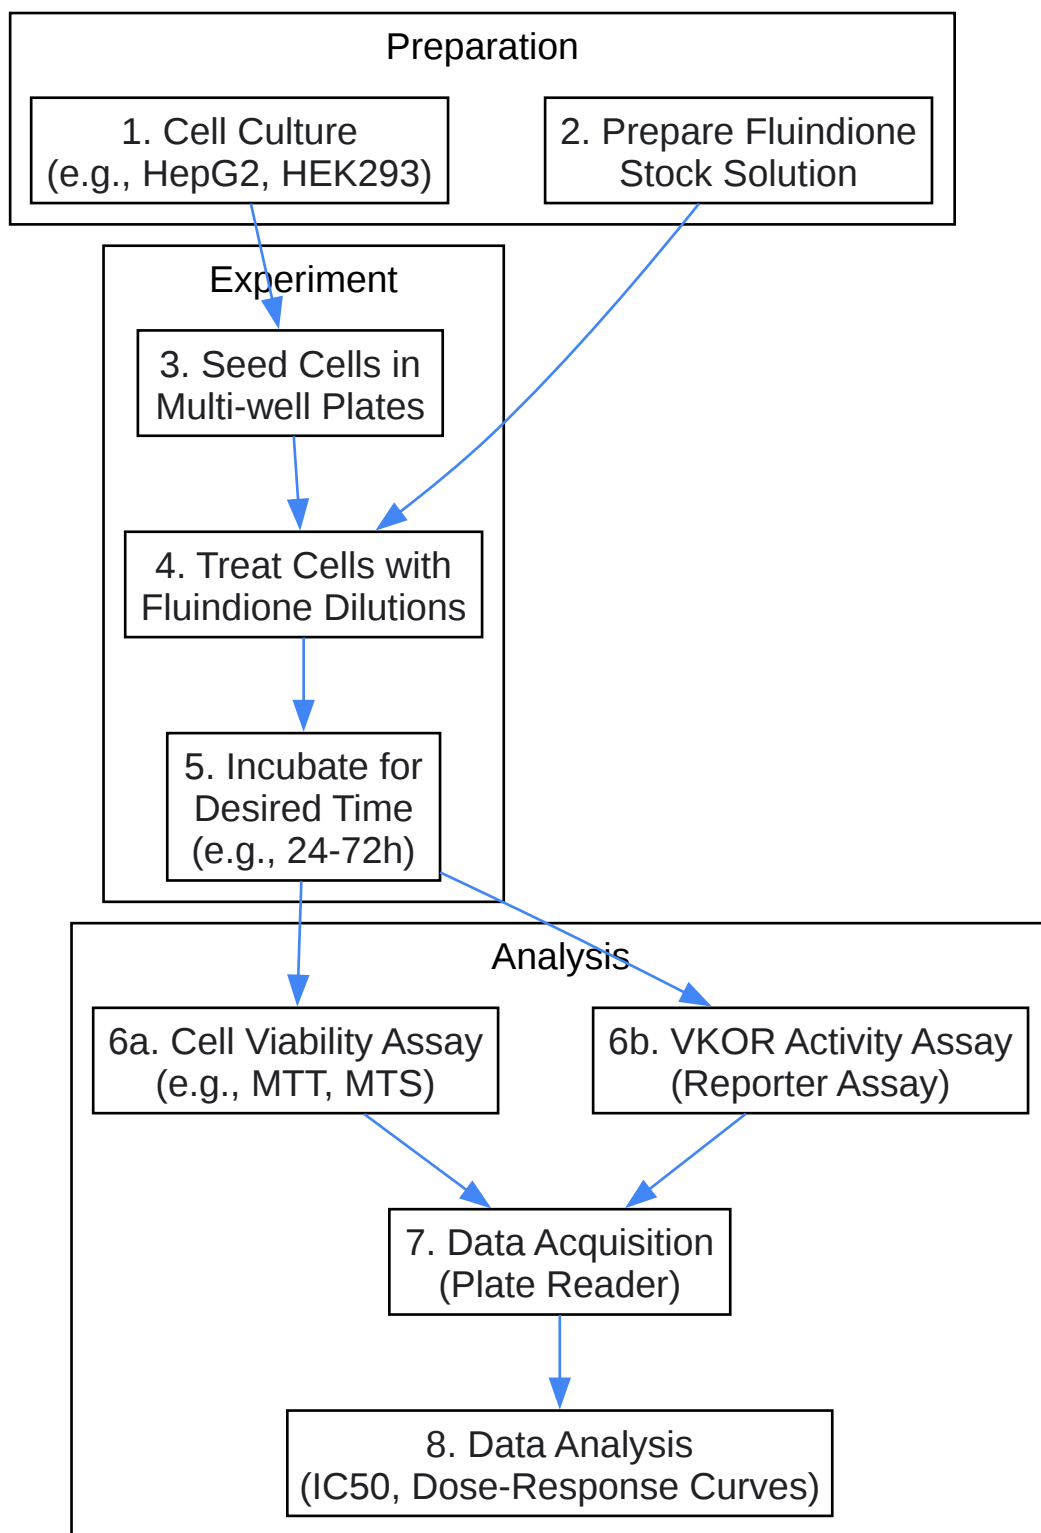 Preparation
1. Cell Culture
(e.g., HepG2, HEK293)
2. Prepare Fluindione
Stock Solution
Experiment
3. Seed Cells in
Multi-well Plates
4. Treat Cells with
Fluindione Dilutions
5. Incubate for
Desired Time
(e.g., 24-72h)
Analysis
6a. Cell Viability Assay
(e.g., MTT, MTS)
6b. VKOR Activity Assay
(Reporter Assay)
7. Data Acquisition
(Plate Reader)
8. Data Analysis
(IC50, Dose-Response Curves)